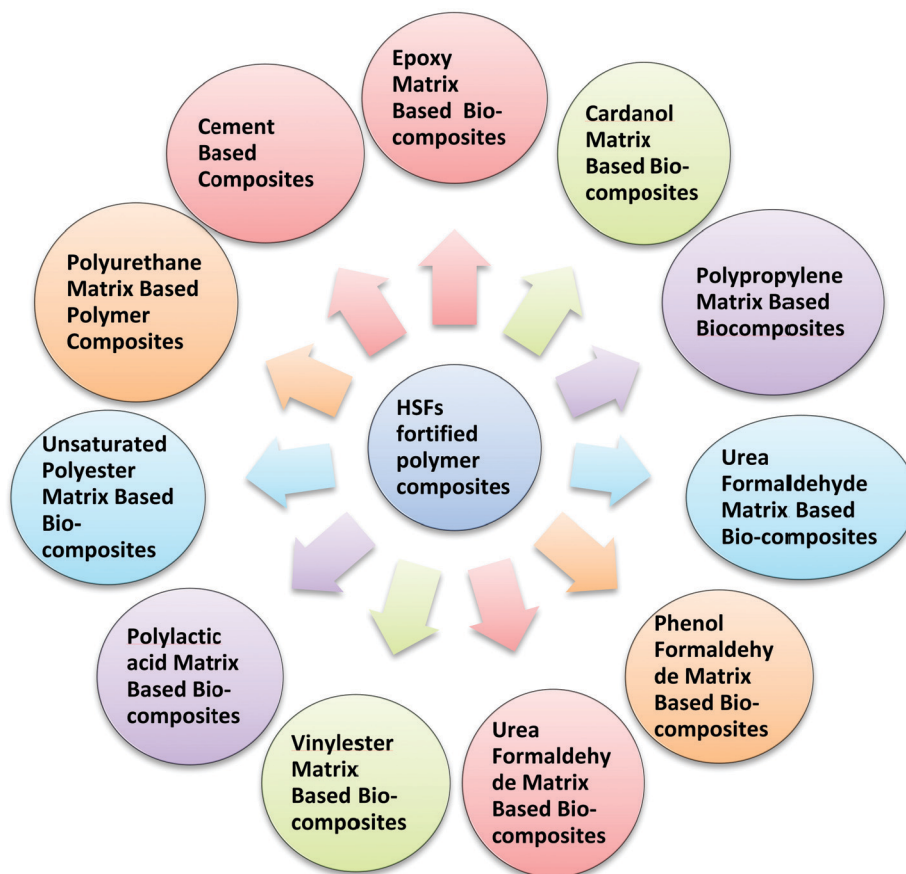 Epoxy
Matrix
Based Bio-
composites
Cardanol
Matrix
Based Bio-
composites
Polypropylene
Matrix Based
Biocomposites
Urea
Formaldehyde
Matrix Based
Bio-composites
Phenol
Formaldehy
de Matrix
Based Bio-
composites
Urea
Formaldehy
de Matrix
Based Bio-
composites
Vinylester
Matrix
Based Bio-
composites
Polylactic
acid Matrix
Based Bio-
composites
Unsaturated
Polyester
Matrix Based
Bio-
composites
Polyurethane
Matrix Based
Polymer
Composites
Cement
Based
Composites
HSFs
fortified
polymer
composites